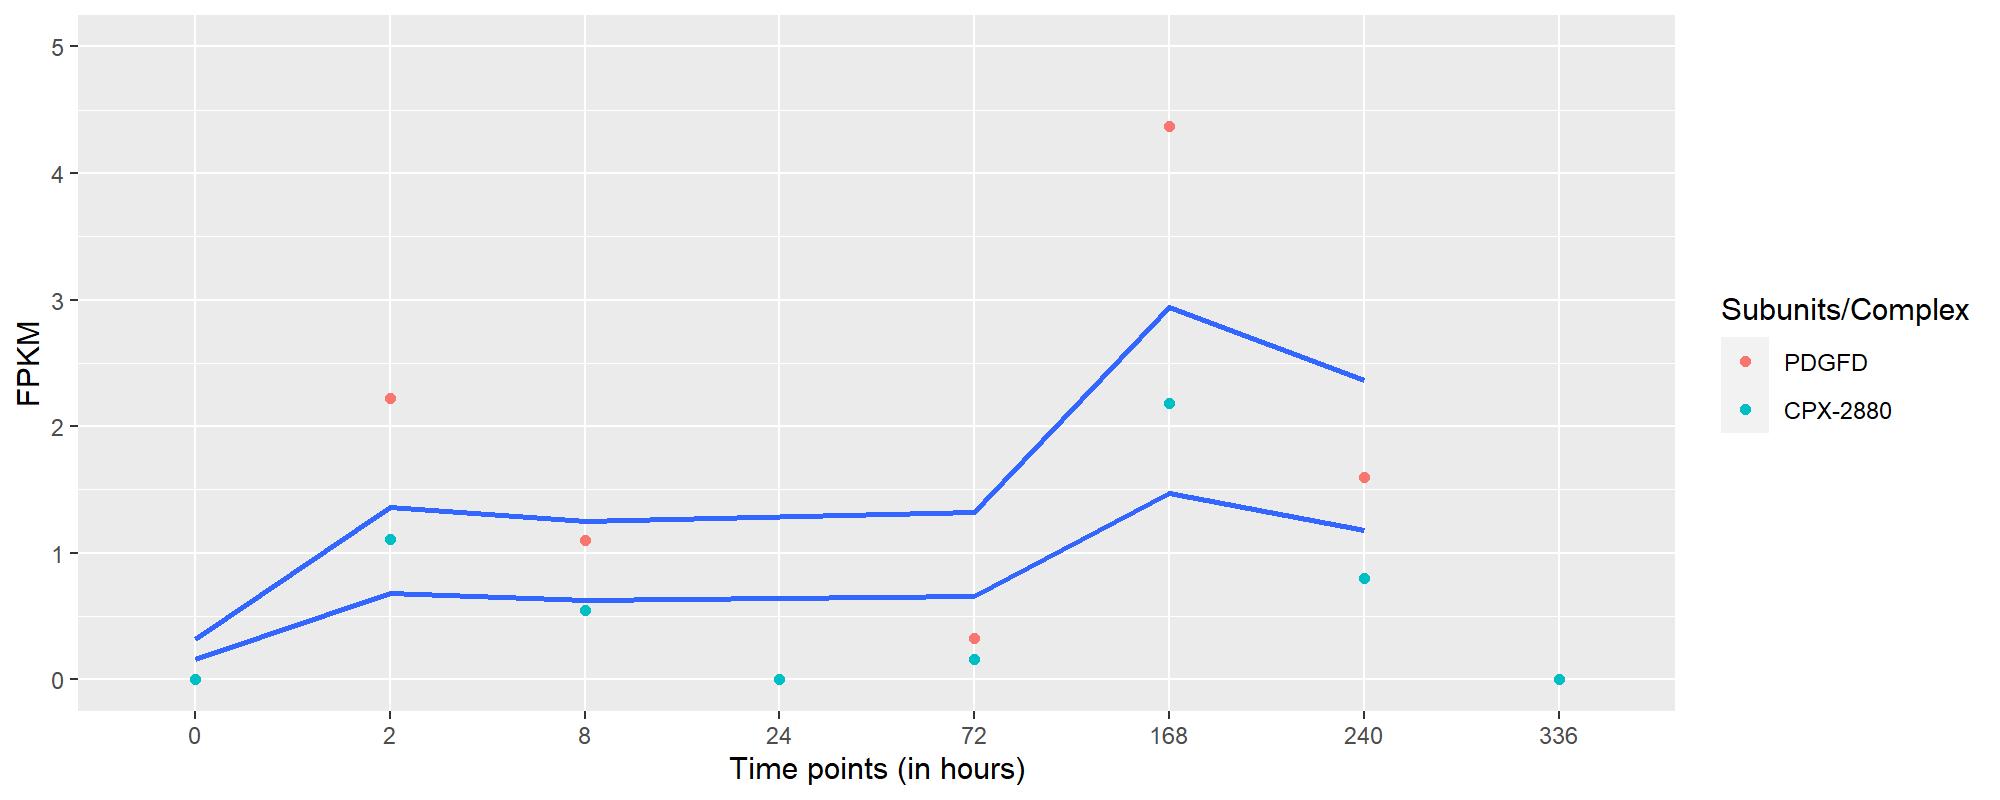 5
4
3
2
1
0
FPKM
0 2 8 24 72 168 240 336
Time points (in hours)
Subunits/Complex
PDGFD
CPX-2880